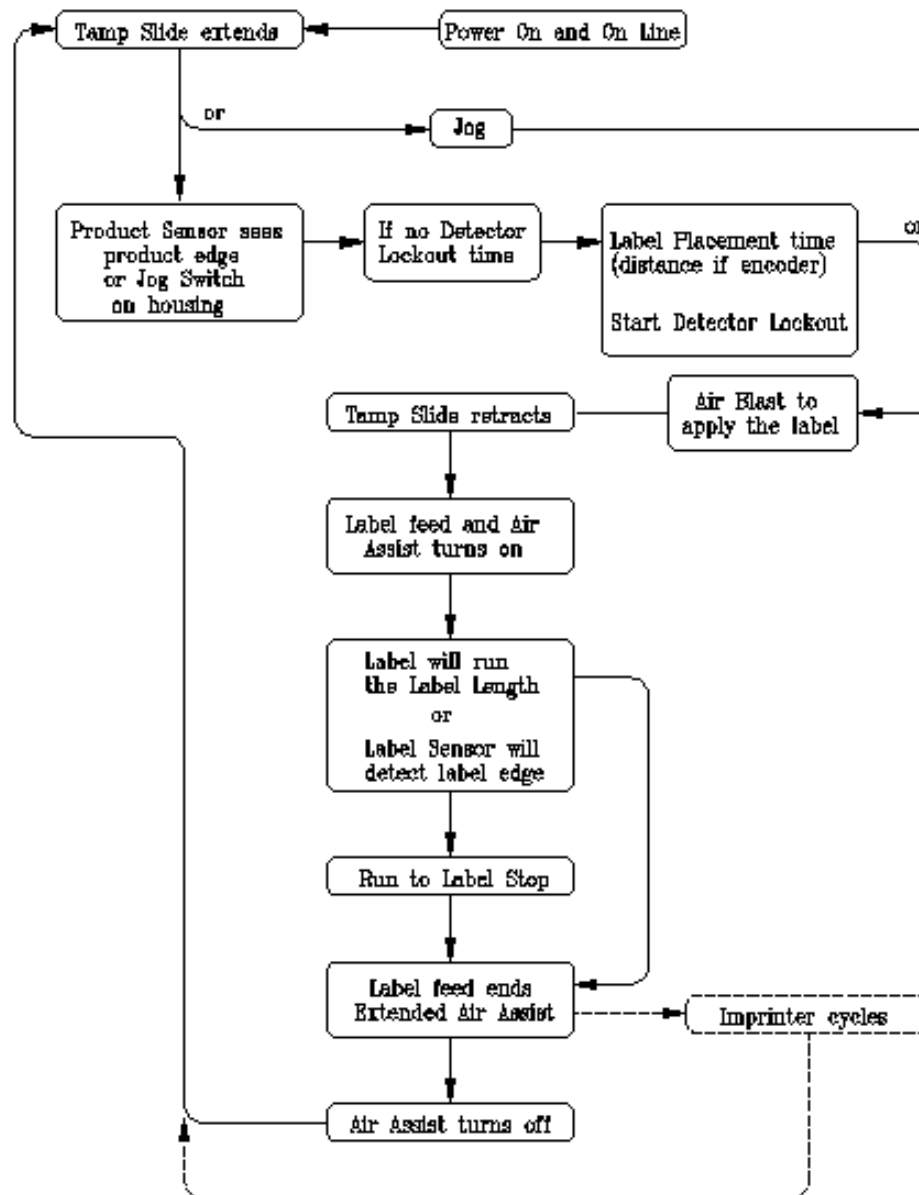 Tamp Slide extends
Power On and On Line
or
Jog
Product Sensor sees
product edge
or Jog Switch
on housing
If no Detector
Lockout time
Label Placement time
(distance if encoder)
Start Detector Lockout
or
Air Blast to
apply the label
Tamp Slide retracts
Label feed and Air
Assist turns on
Label will run
the Label Length
or
Label Sensor will
detect label edge
Run to Label Stop
Label feed ends
Extended Air Assist
Imprinter cycles
Air Assist turns off